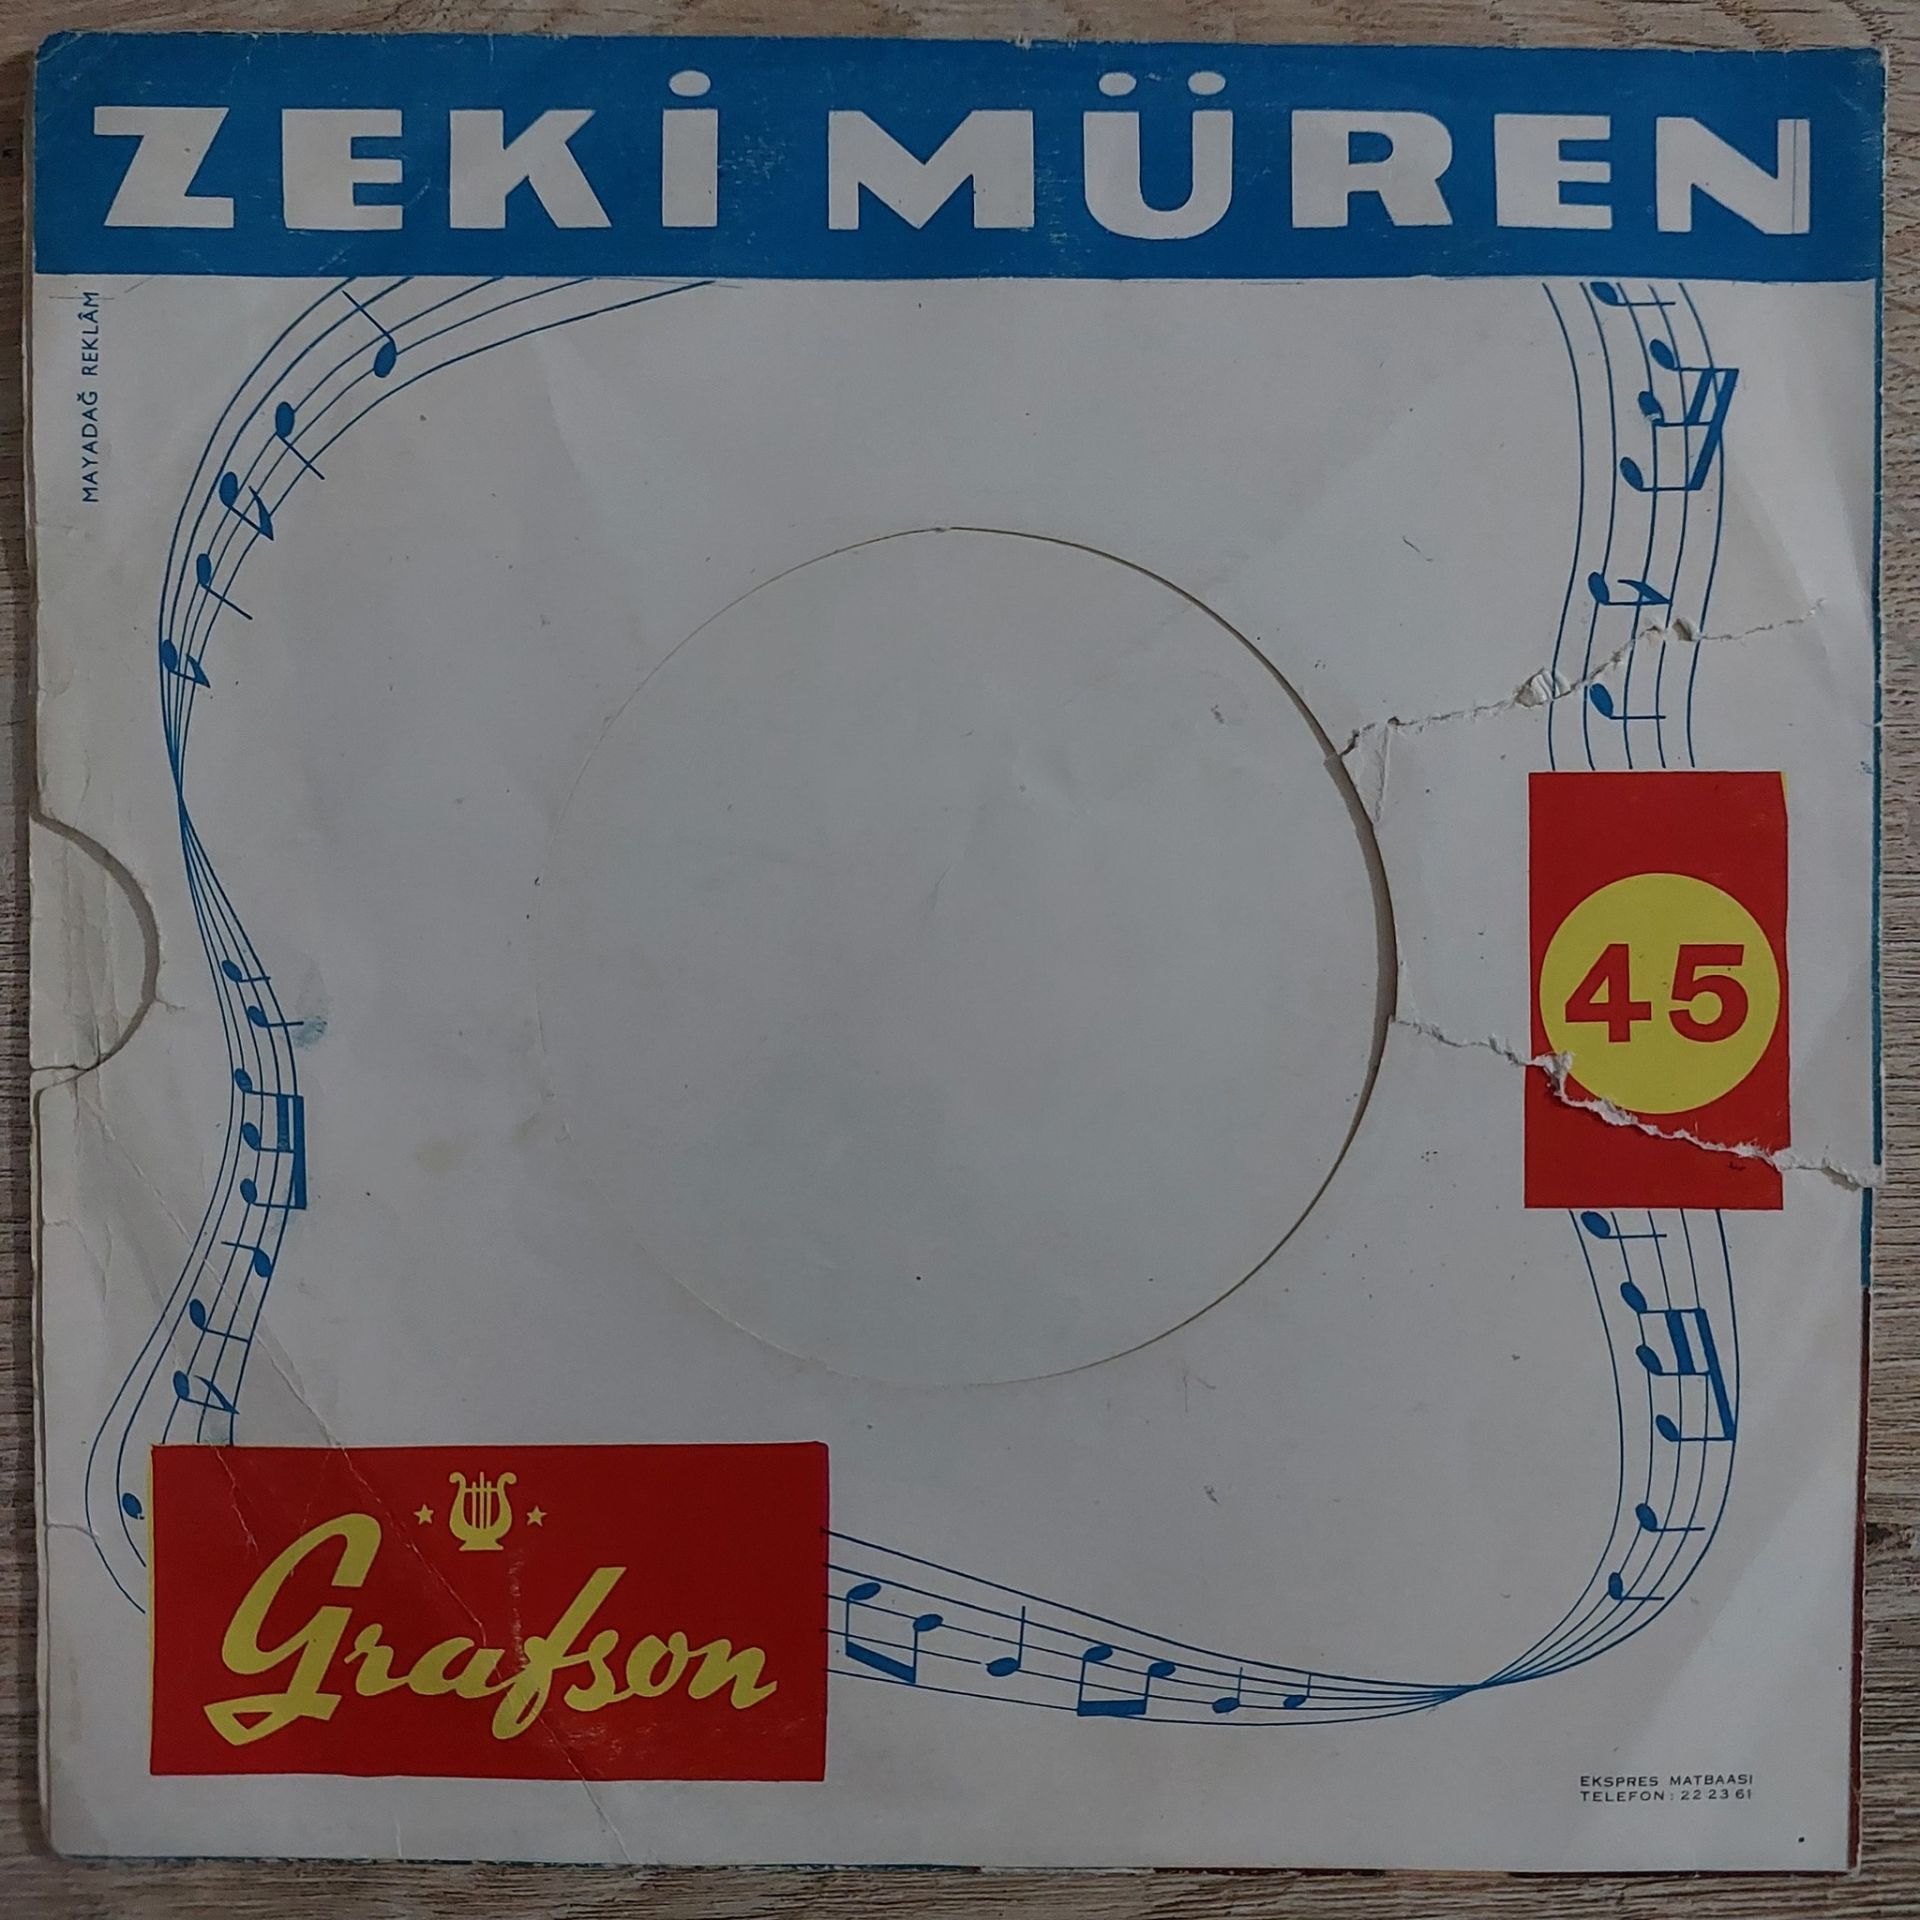 ZEKİ MÜREN
MAYADAĞ REKLÂM
45
Grafson
EKSPRES MATBAASI
TELEFON: 22 23 61